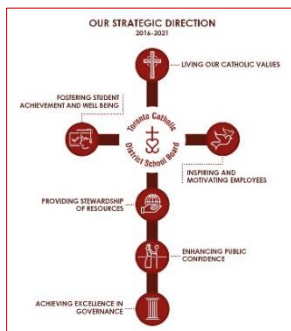 OUR STRATEGIC DIRECTION
2016-2021
LIVING OUR CATHOLIC VALUES
FOSTERING STUDENT
ACHIEVEMENT AND WELL BEING
Toronto Catholic
District School Board
INSPIRING AND
MOTIVATING EMPLOYEES
PROVIDING STEWARDSHIP
OF RESOURCES
ENHANCING PUBLIC
CONFIDENCE
ACHIEVING EXCELLENCE IN
GOVERNANCE